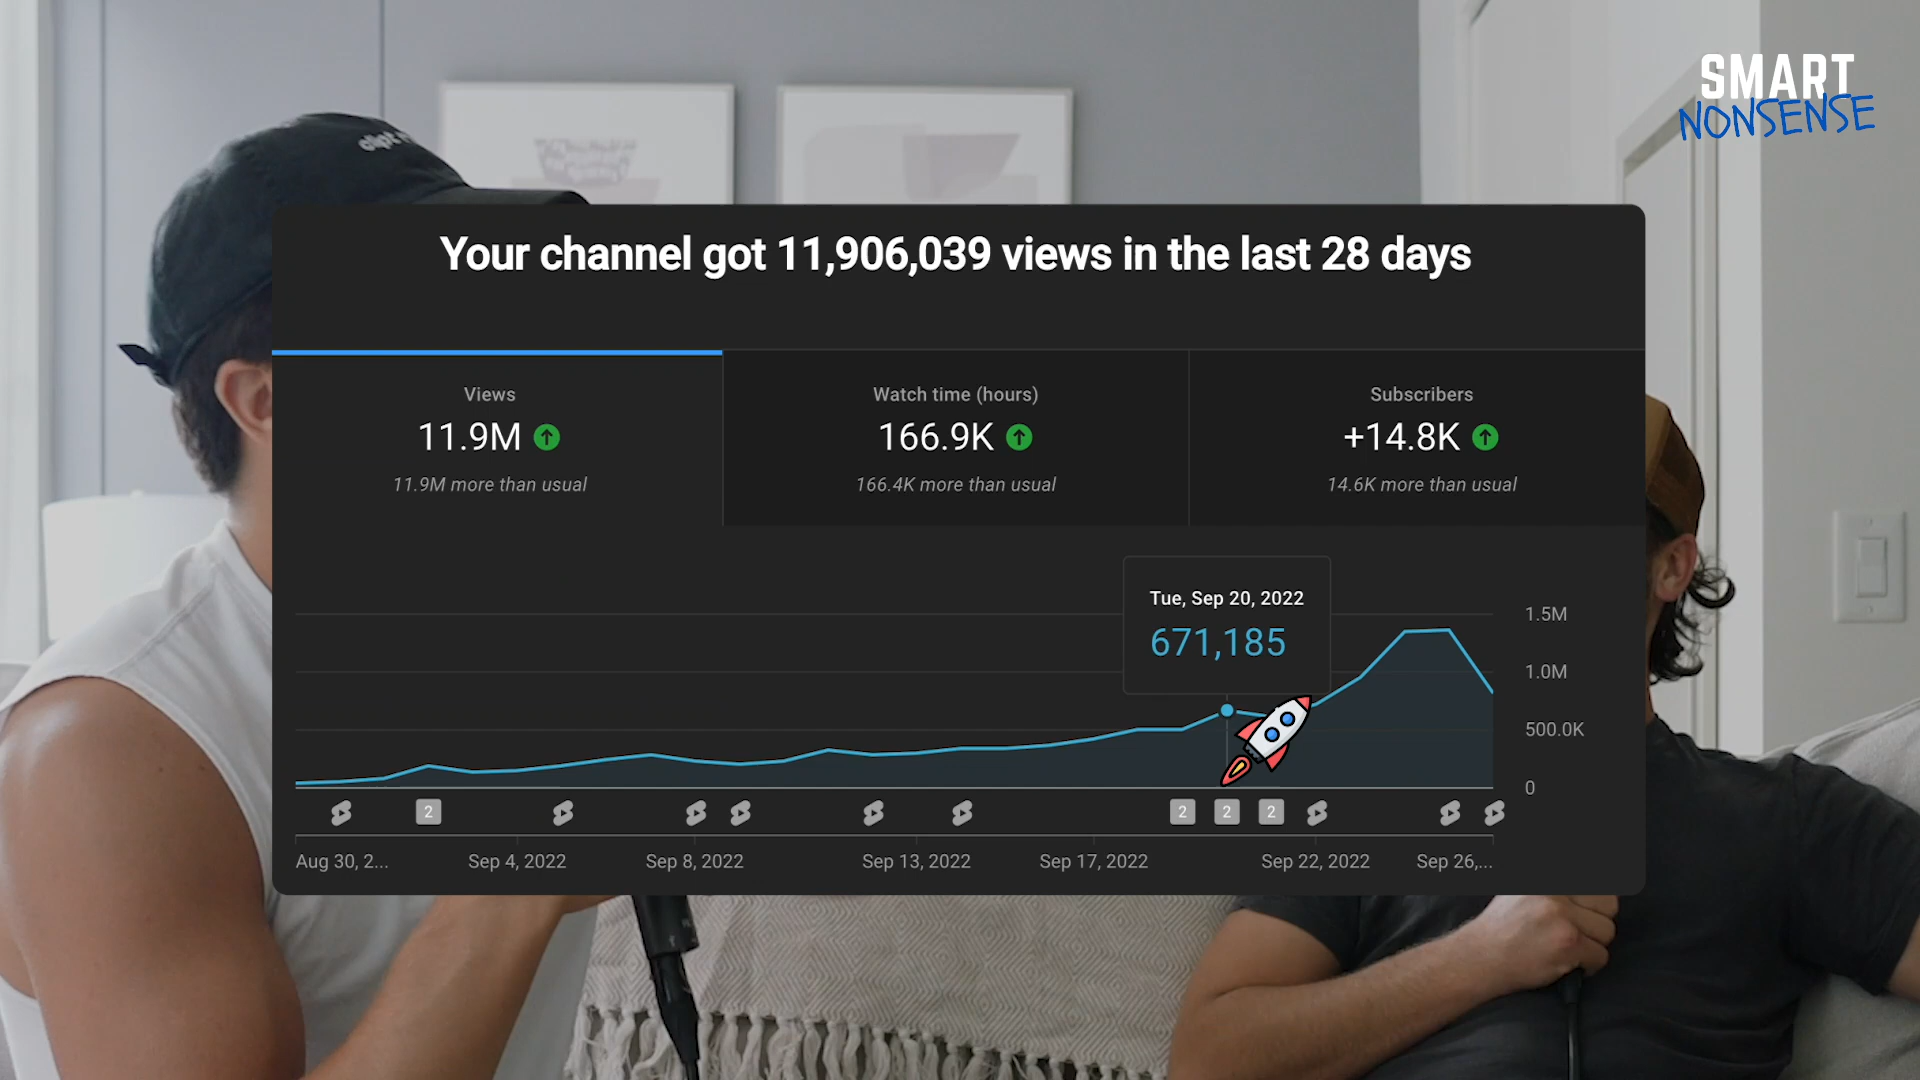 SMART
NONSENSE
Your channel got 11,906,039 views in the last 28 days
Views
11.9M
11.9M more than usual
Watch time (hours)
166.9K
166.4K more than usual
Subscribers
+14.8K
14.6K more than usual
Tue, Sep 20, 2022
671,185
1.5M
1.0M
500.0K
0
2
2
2
2
Aug 30, 2...
Sep 4, 2022
Sep 8, 2022
Sep 13, 2022
Sep 17, 2022
Sep 22, 2022
Sep 26,...